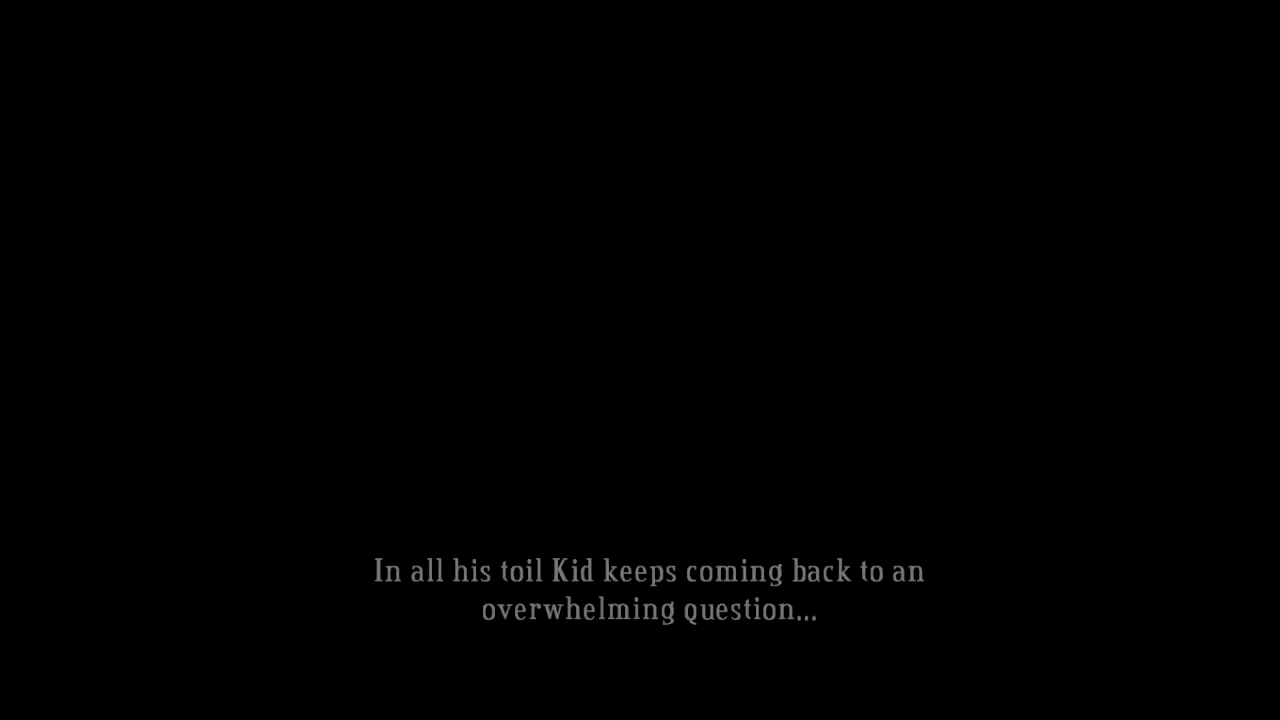 In all his toil Kid keeps coming back to an
overwhelming question...